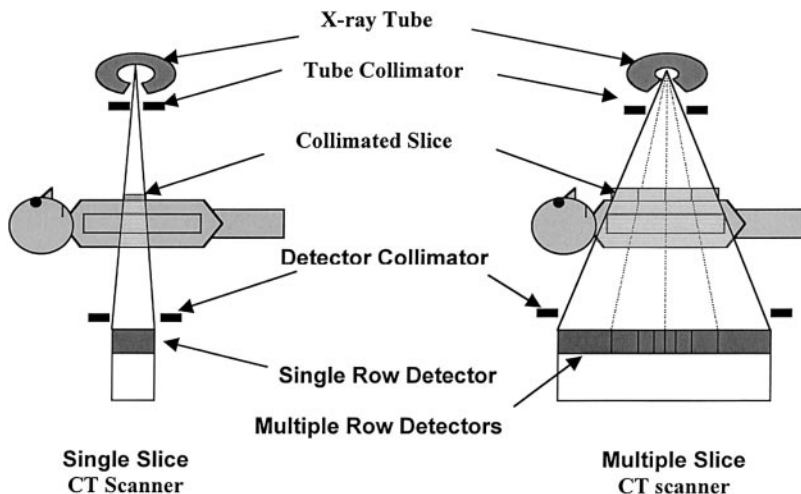 X-ray Tube
Tube Collimator
Collimated Slice
Detector Collimator
Single Row Detector
Multiple Row Detectors
Single Slice
CT Scanner
Multiple Slice
CT scanner